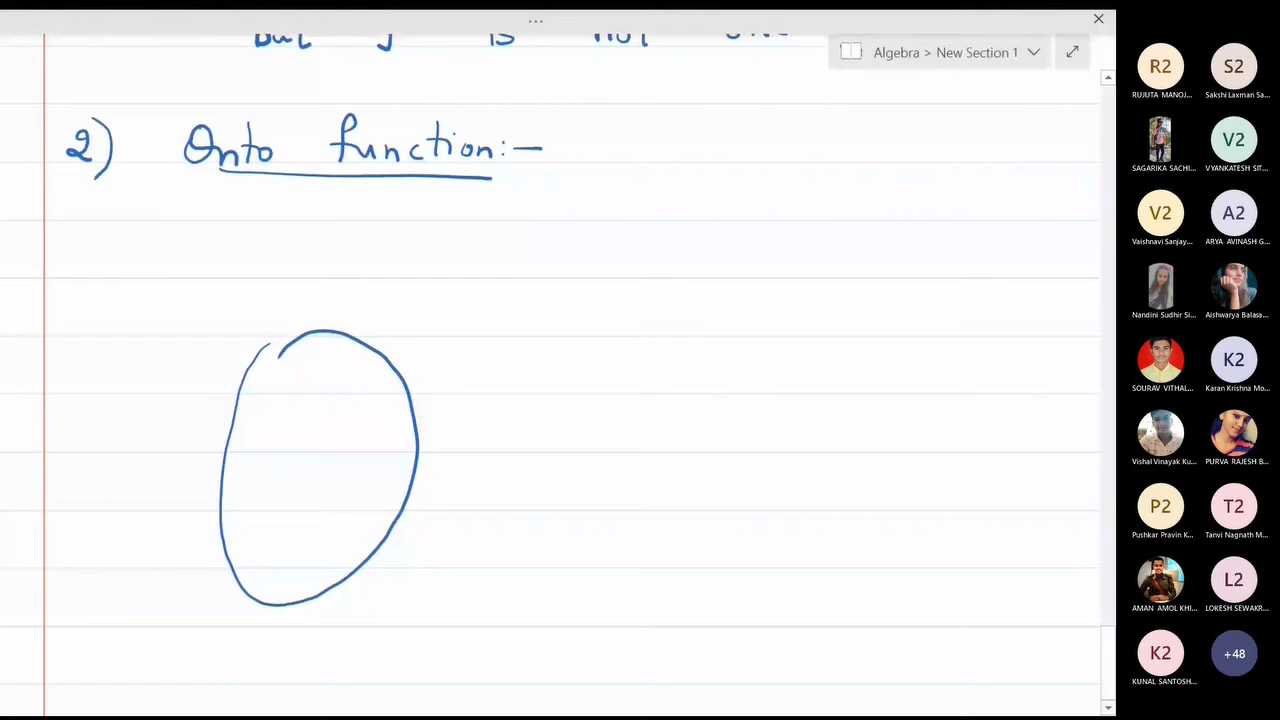 But is not
Algebra > New Section 1
2) Onto function:-
R2
S2
RUJUTA MANOJ...
Sakshi Laxman Sa...
V2
SAGARIKA SACHI...
VYANKATESH SIT...
V2
A2
Vaishnavi Sanjay...
ARYA AVINASH G...
Nandini Sudhir Si...
Aishwarya Balasa...
K2
SOURAV VITHAL...
Karan Krishna Mo...
Vishal Vinayak Ku...
PURVA RAJESH B...
P2
T2
Pushkar Pravin K...
Tanvi Nagnath M...
L2
AMAN AMOL KHI...
LOKESH SEWAKR...
K2
+48
KUNAL SANTOSH...